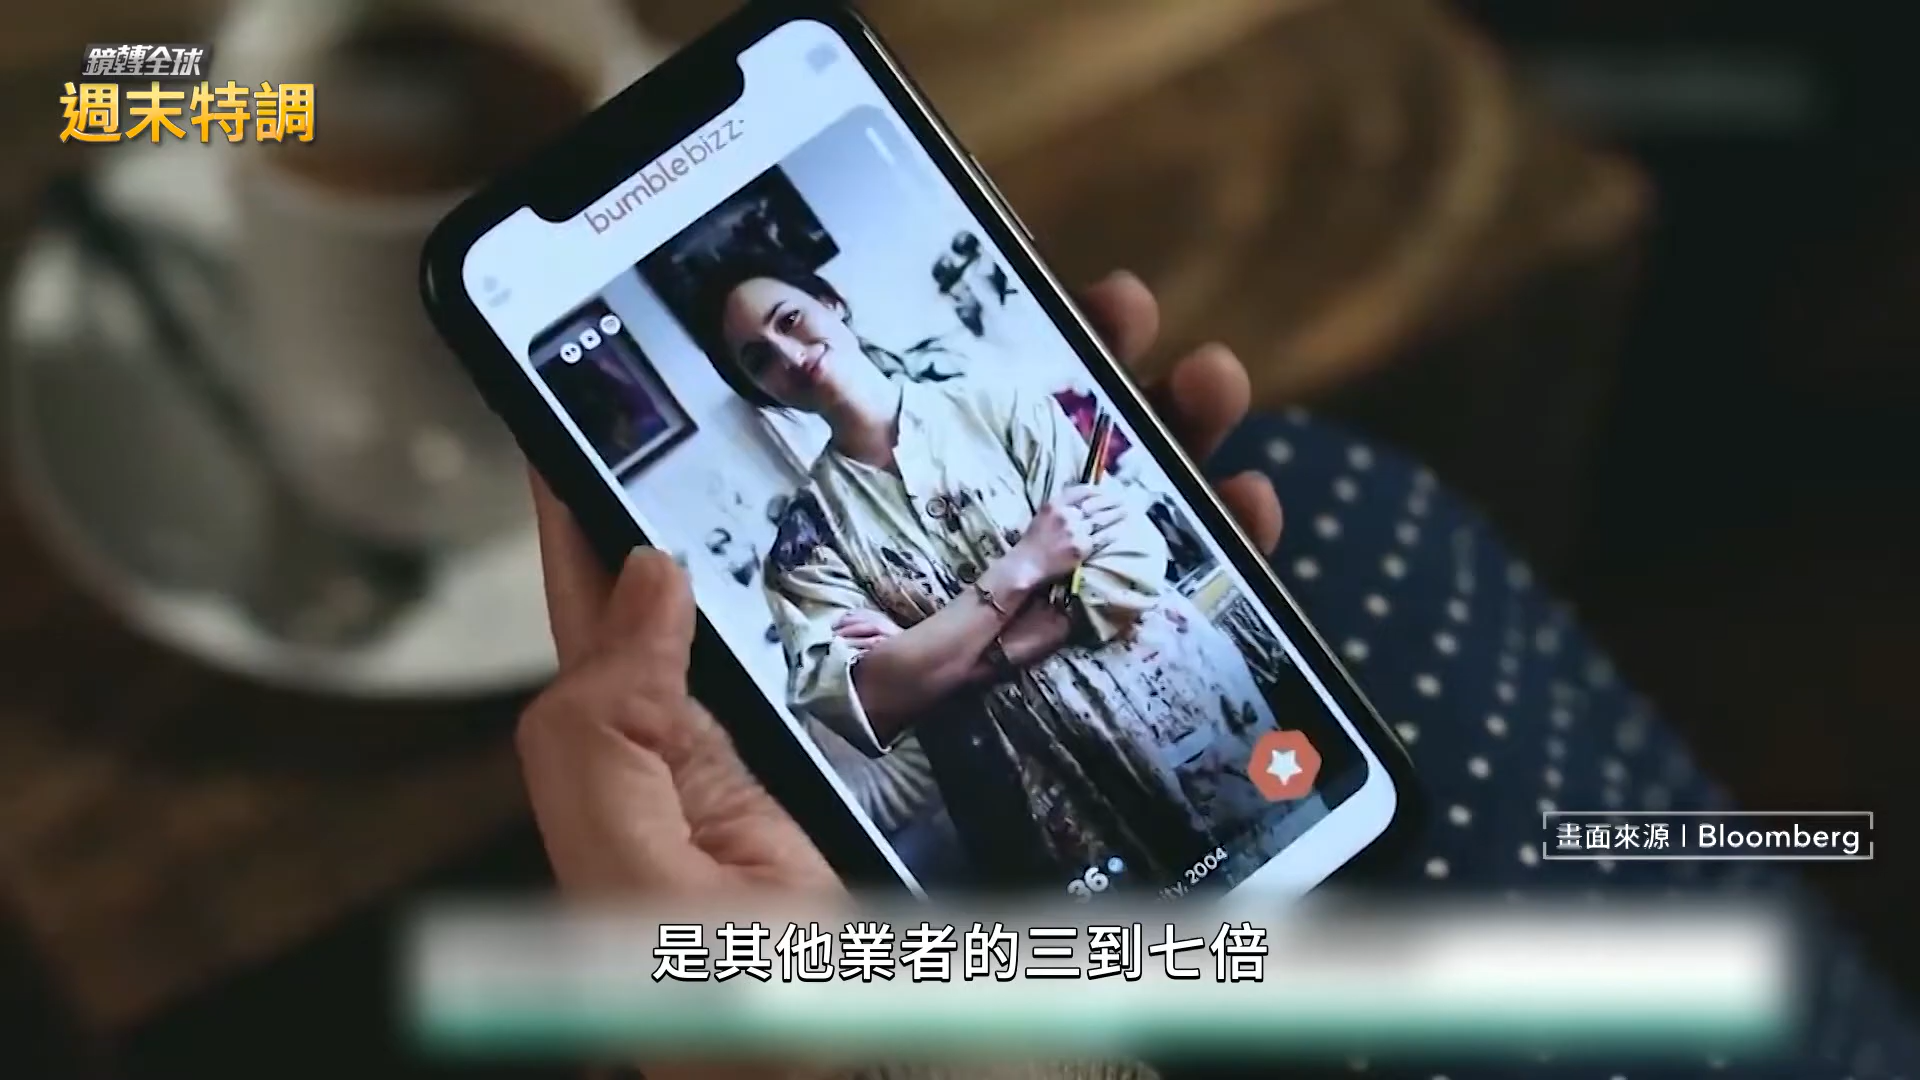 鏡轉全球
週末特調
bumblebizz.
36
ity, 2004
畫面來源 | Bloomberg
是其他業者的三到七倍